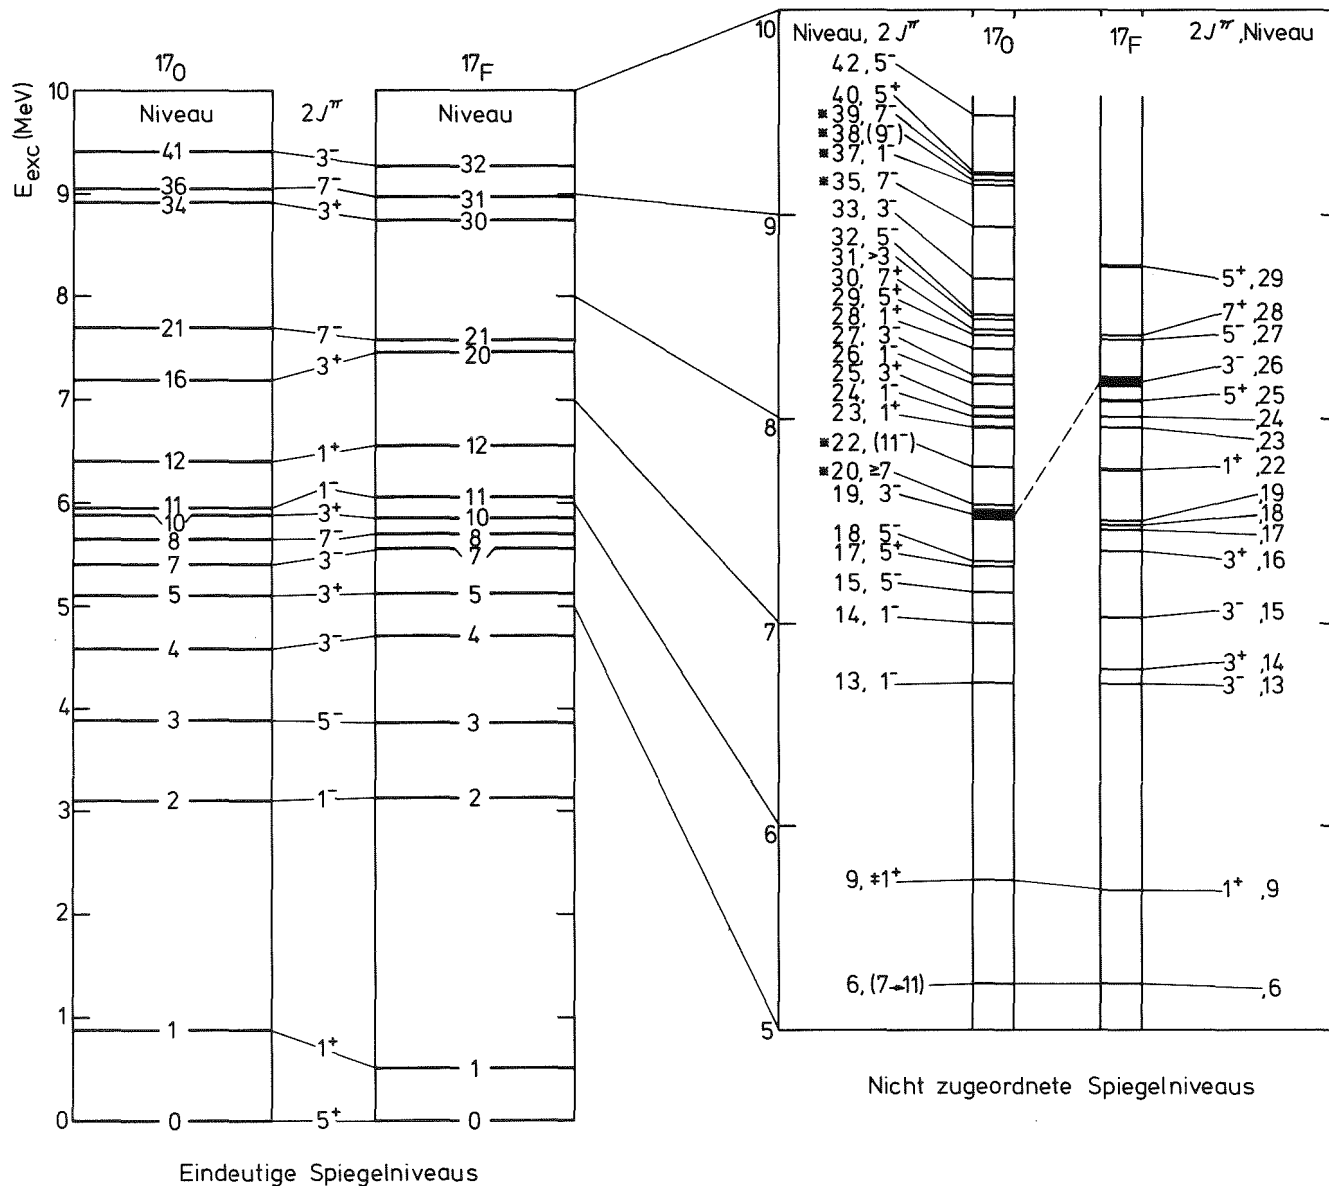 17O 17F
E_exc (MeV)
10
Niveau 2J^π Niveau
41 3⁻ 32
36 7⁻ 31
9
34 3⁺ 30
8
21 7⁻ 21
16 3⁺ 20
7
12 1⁺ 12
6
11 1⁻ 11
10 3⁺ 10
8 7⁻ 8
7 3⁻ 7
5
5 3⁺ 5
4 3⁻ 4
4
3 5⁻ 3
3
2 1⁻ 2
2
1
1 1⁺ 1
0
0 5⁺ 0
Eindeutige Spiegelniveaus
10
Niveau, 2J^π 17O 17F 2J^π, Niveau
42, 5⁻
40, 5⁺
*39, 7⁻
*38,(9⁻)
*37, 1⁻
*35, 7⁻
33, 3⁻
9
32, 5⁻
31, >3
30, 7⁺
29, 5⁺
28, 1⁺
27, 3⁻
26, 1⁻
25, 3⁺
24, 1⁻
23, 1⁺
8
*22, (11⁻)
*20, ≥7
19, 3⁻
18, 5⁻
17, 5⁺
15, 5⁻
14, 1⁻
7
13, 1⁻
6
9, ≠1⁺
6, (7→11)
5
5⁺,29
7⁺,28
5⁻,27
3⁻,26
5⁺,25
,24
,23
1⁺,22
,19
,18
,17
3⁺,16
3⁻,15
3⁺,14
3⁻,13
1⁺,9
,6
Nicht zugeordnete Spiegelniveaus